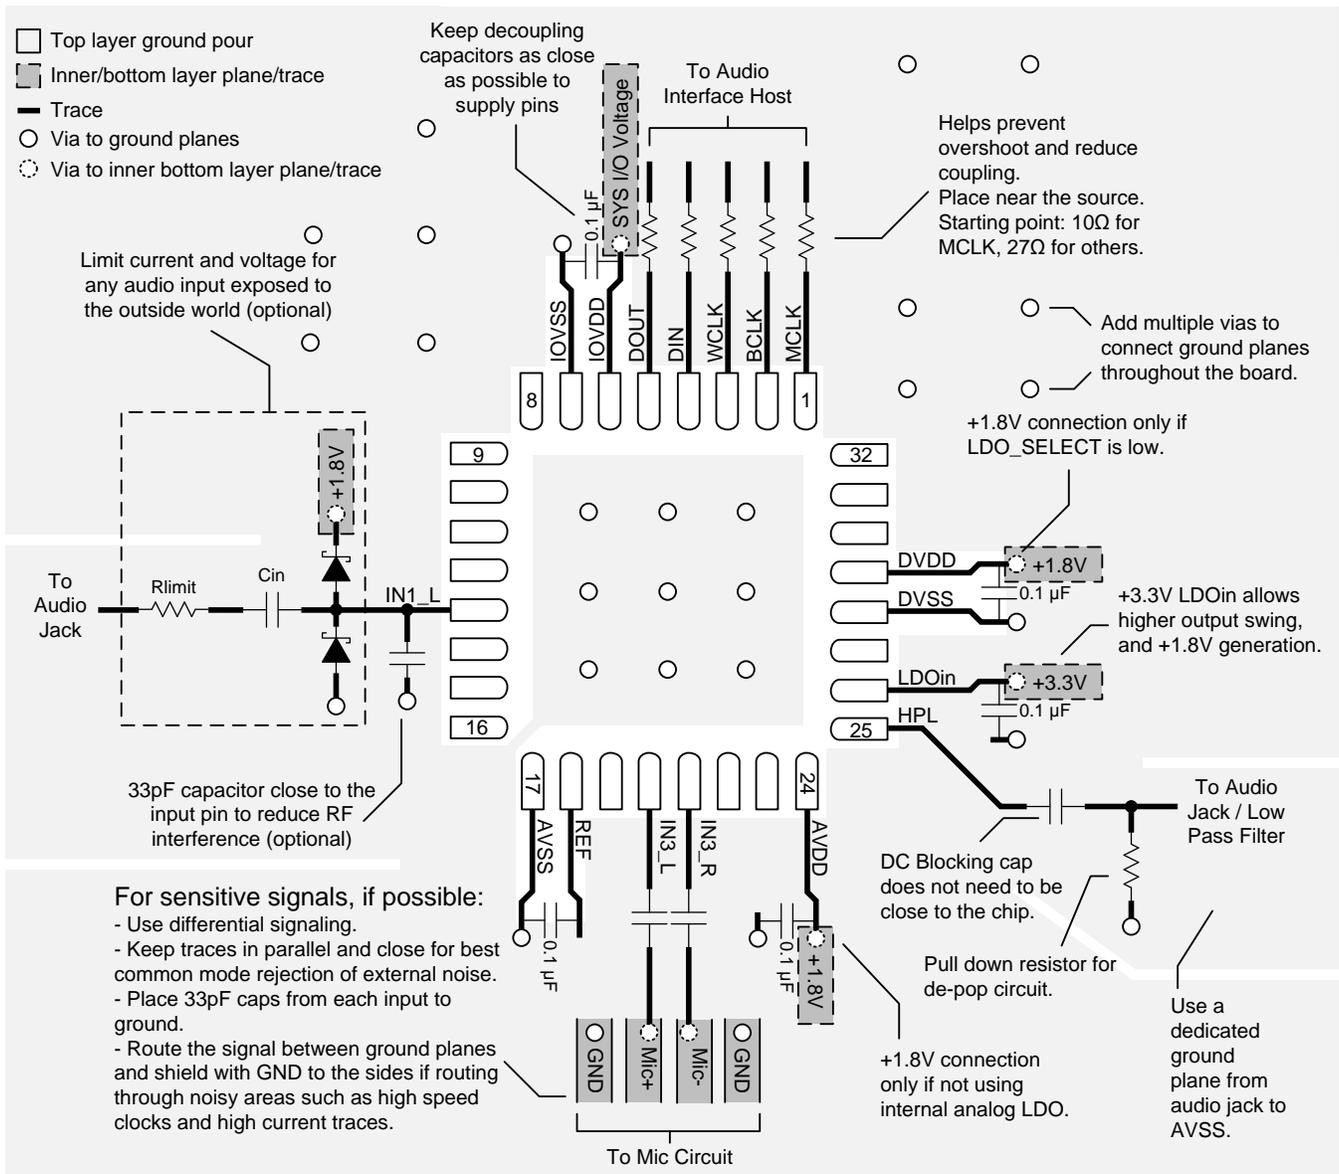 Top layer ground pour
Inner/bottom layer plane/trace
Trace
Via to ground planes
Via to inner bottom layer plane/trace
Keep decoupling
capacitors as close
as possible to
supply pins
To Audio
Interface Host
Helps prevent
overshoot and reduce
coupling.
Place near the source.
Starting point: 10Ω for
MCLK, 27Ω for others.
SYS I/O Voltage
0.1 µF
Limit current and voltage for
any audio input exposed to
the outside world (optional)
IOVSS
IOVDD
DOUT
DIN
WCLK
BCLK
MCLK
Add multiple vias to
connect ground planes
throughout the board.
8
1
+1.8V connection only if
LDO_SELECT is low.
9
32
+1.8V
DVDD
+1.8V
0.1 µF
DVSS
To
Audio
Jack
Rlimit
Cin
IN1_L
+3.3V LDOin allows
higher output swing,
and +1.8V generation.
LDOin
+3.3V
0.1 µF
HPL
16
25
17
24
33pF capacitor close to the
input pin to reduce RF
interference (optional)
AVSS
REF
IN3_L
IN3_R
AVDD
To Audio
Jack / Low
Pass Filter
DC Blocking cap
does not need to be
close to the chip.
For sensitive signals, if possible:
- Use differential signaling.
- Keep traces in parallel and close for best
common mode rejection of external noise.
- Place 33pF caps from each input to
ground.
- Route the signal between ground planes
and shield with GND to the sides if routing
through noisy areas such as high speed
clocks and high current traces.
0.1 µF
0.1 µF
+1.8V
Pull down resistor for
de-pop circuit.
Use a
dedicated
ground
plane from
audio jack to
AVSS.
GND
Mic+
Mic-
GND
+1.8V connection
only if not using
internal analog LDO.
To Mic Circuit